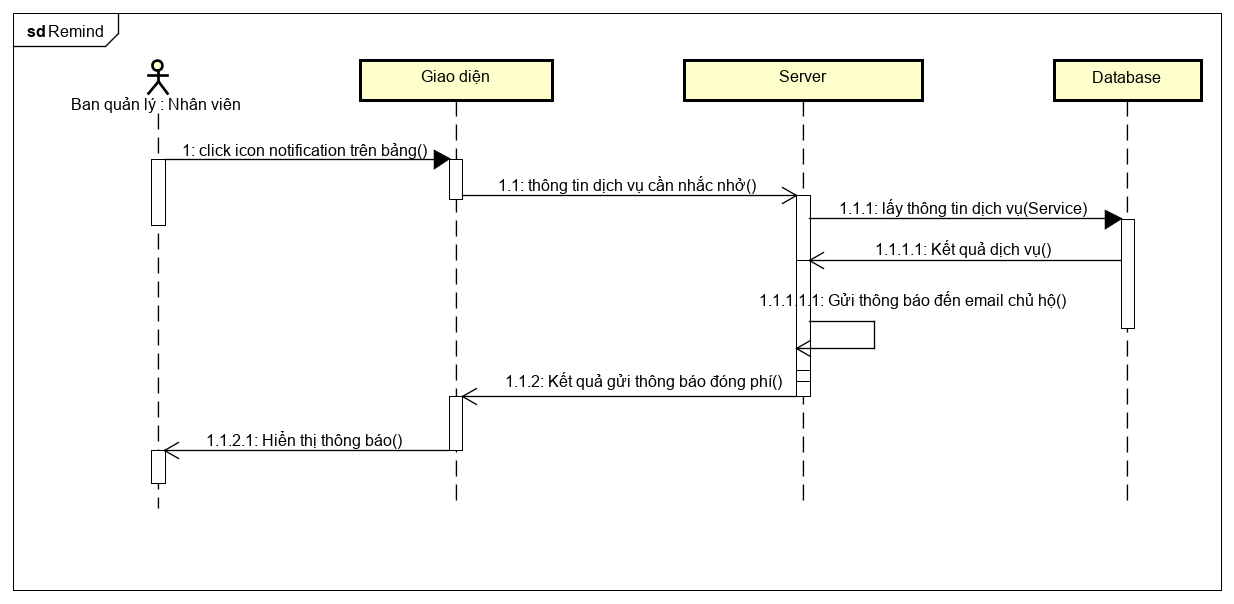 sd Remind
Ban quản lý : Nhân viên
Giao diện
Server
Database
1: click icon notification trên bảng()
1.1: thông tin dịch vụ cần nhắc nhở()
1.1.1: lấy thông tin dịch vụ(Service)
1.1.1.1: Kết quả dịch vụ()
1.1.1.1.1: Gửi thông báo đến email chủ hộ()
1.1.2: Kết quả gửi thông báo đóng phí()
1.1.2.1: Hiển thị thông báo()